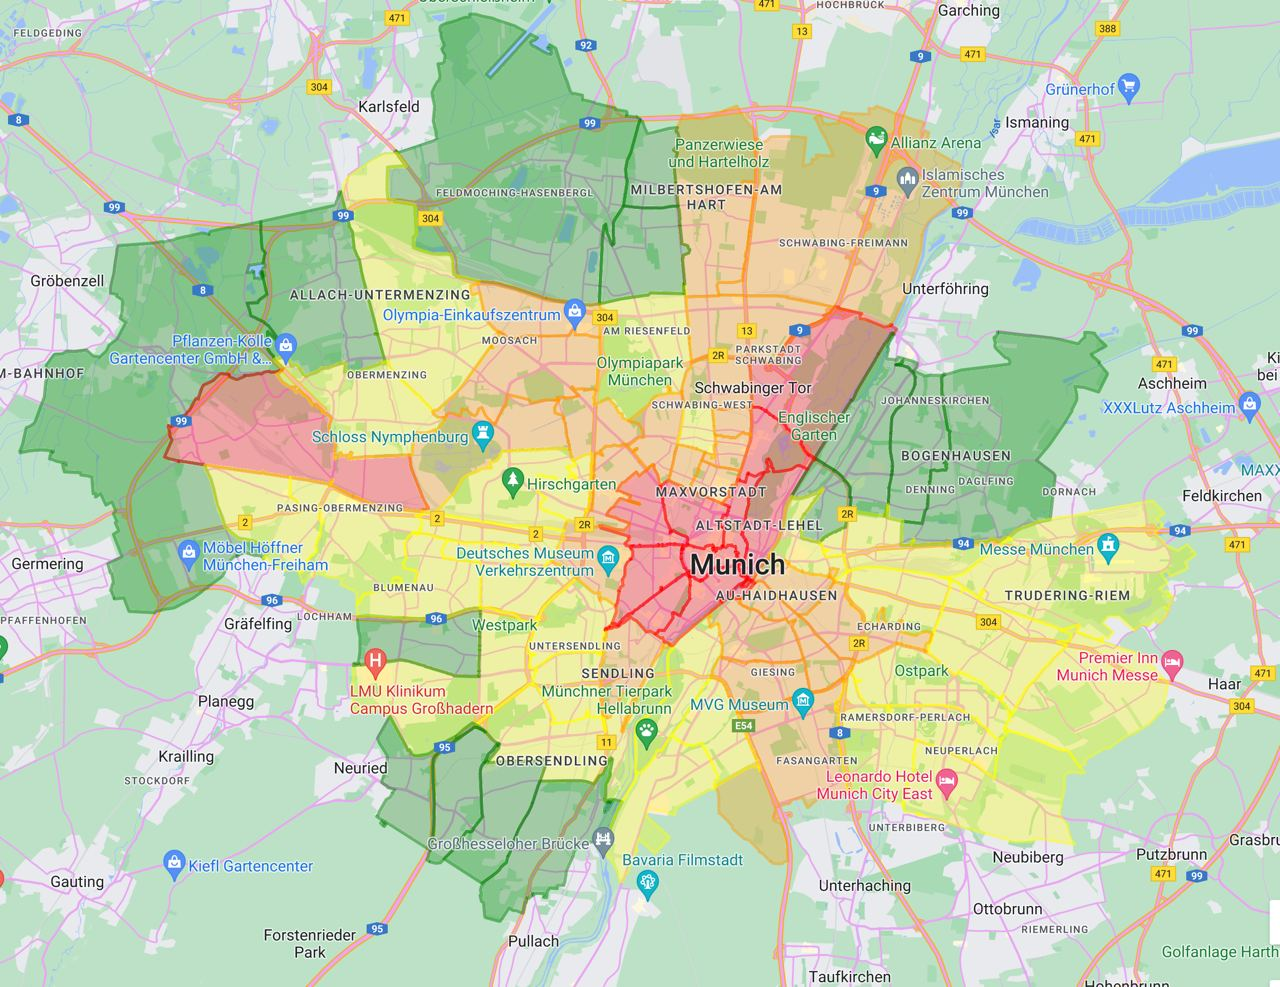 HOCHBRÜCK
Garching
471
471
13
388
FELDGEDING
92
9
471
304
Karlsfeld
Grünerhof
8
99
Ismaning
Isar
471
Panzerwiese
und Hartelholz
Allianz Arena
FELDMOCHING-HASENBERGL
MILBERTSHOFEN-AM
HART
Islamisches
Zentrum München
9
99
99
304
99
SCHWABING-FREIMANN
Gröbenzell
8
ALLACH-UNTERMENZING
Unterföhring
Olympia-Einkaufszentrum
304
AM RIESENFELD
13
9
99
Pflanzen-Kölle
Gartencenter GmbH &...
MOOSACH
2R
PARKSTADT
SCHWABING
M-BAHNHOF
OBERMENZING
Olympiapark
München
471
Aschheim
Schwabinger Tor
SCHWABING-WEST
JOHANNESKIRCHEN
XXXLutz Aschheim
99
Schloss Nymphenburg
Englischer
Garten
BOGENHAUSEN
Hirschgarten
MAXVORSTADT
DENNING
DAGLFING
DORNACH
Feldkirchen
PASING-OBERMENZING
2
2
2
2R
ALTSTADT-LEHEL
2R
94
94
471
Möbel Höffner
München-Freiham
Deutsches Museum
Verkehrszentrum
Munich
Messe München
Germering
BLUMENAU
AU-HAIDHAUSEN
TRUDERING-RIEM
96
LOCHHAM
96
Gräfelfing
Westpark
ECHARDING
304
PFAFFENHOFEN
UNTERSENDLING
2R
SENDLING
GIESING
Ostpark
Premier Inn
Munich Messe
471
Haar
304
LMU Klinikum
Campus Großhadern
Münchner Tierpark
Hellabrunn
MVG Museum
Planegg
E54
RAMERSDORF-PERLACH
8
Krailling
95
11
NEUPERLACH
STOCKDORF
Neuried
OBERSENDLING
FASANGARTEN
Leonardo Hotel
Munich City East
UNTERBIBERG
Großhesseloher Brücke
Neubiberg
Putzbrunn
Kiefl Gartencenter
Bavaria Filmstadt
471
99
Gauting
Unterhaching
Ottobrunn
95
RIEMERLING
Forstenrieder
Park
Pullach
Golfanlage Harth
Taufkirchen
Hohenbrunn